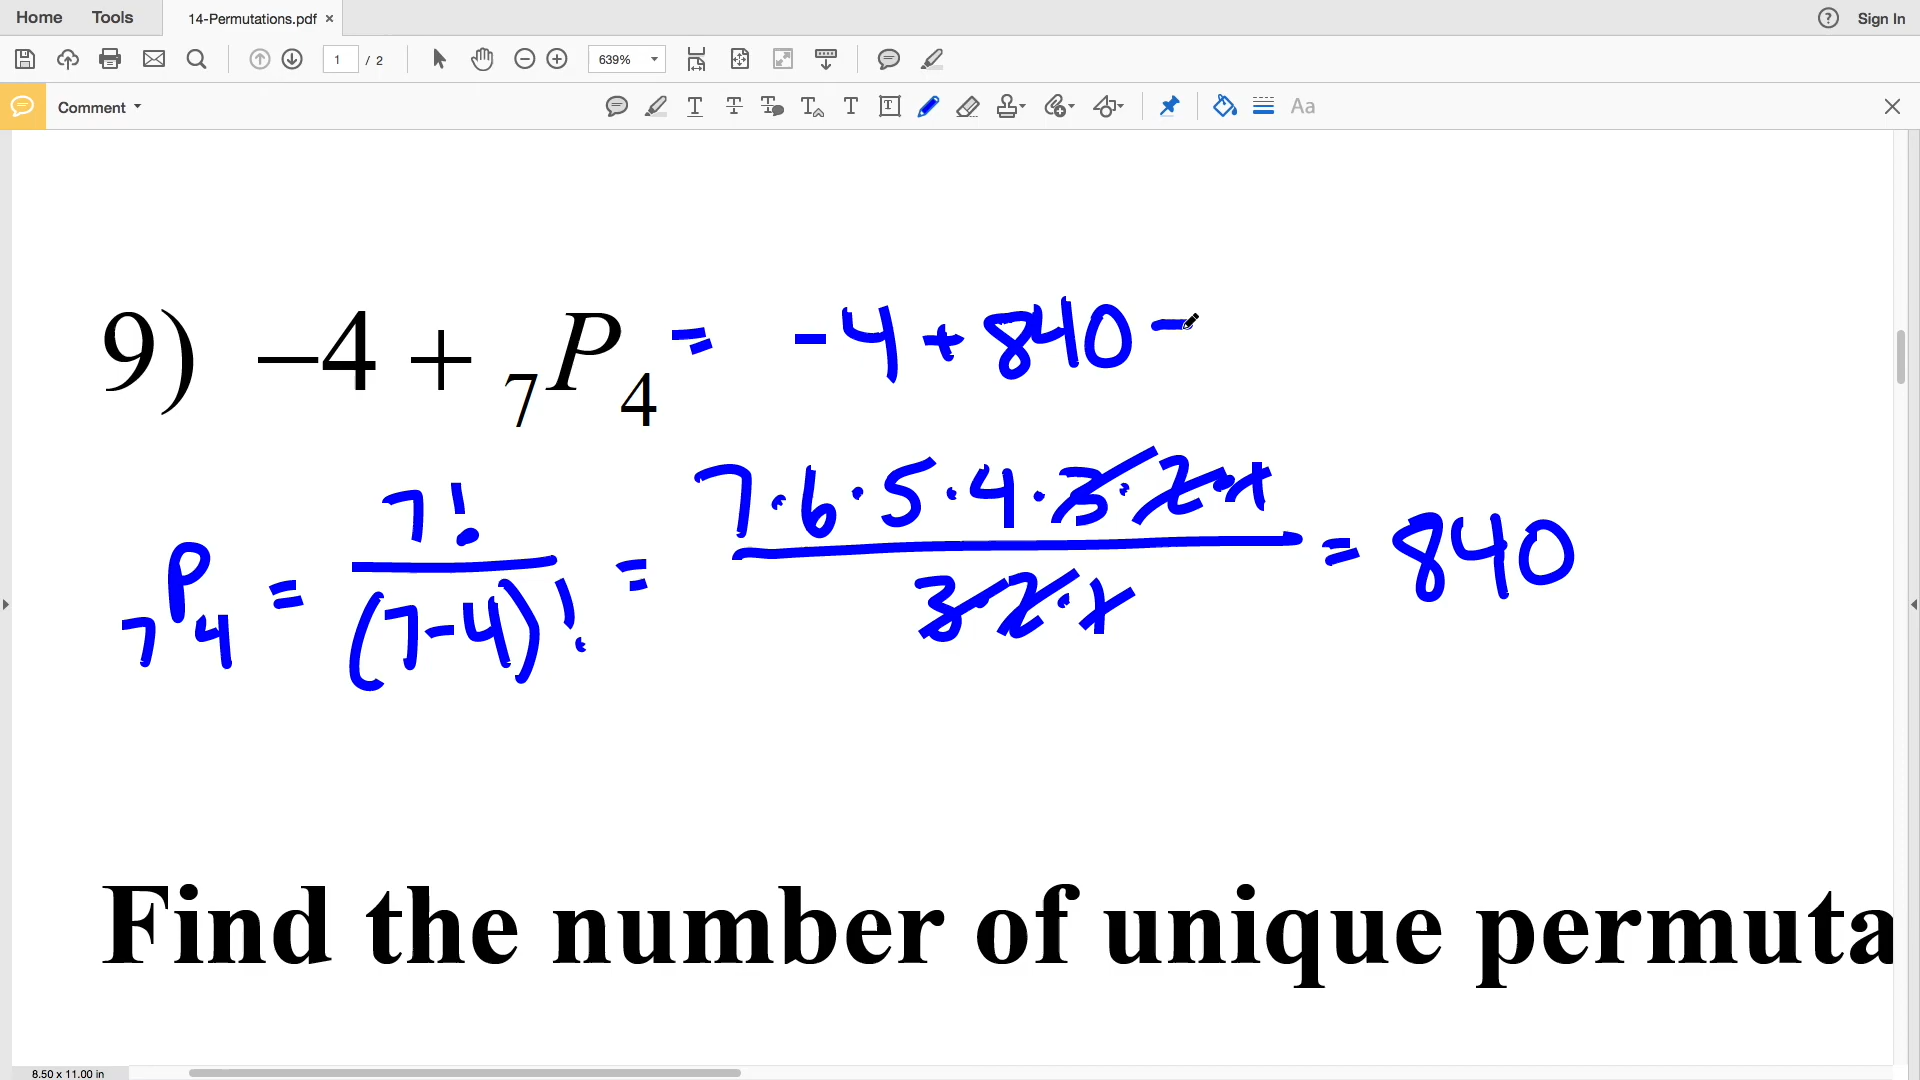 Home Tools 14-Permutations.pdf × ? Sign In
1 / 2 639%
Comment Aa
9) −4 + ₇P₄ = -4 + 840 -
₇P₄ = 7! / (7-4)! = 7·6·5·4·3·2·1 / 3·2·1 = 840
Find the number of unique permuta
8.50 x 11.00 in